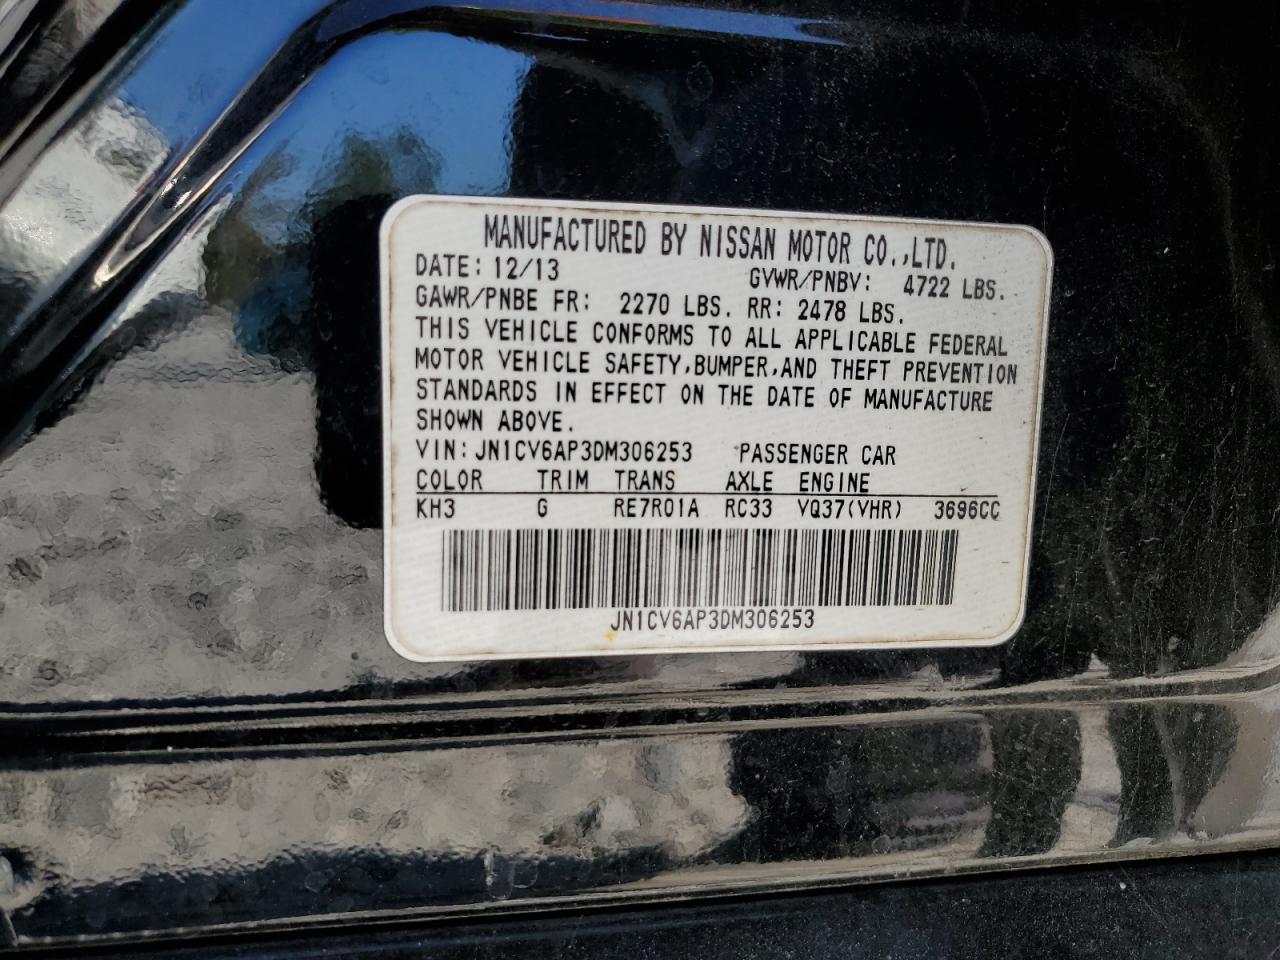 MANUFACTURED BY NISSAN MOTOR CO.,LTD.
DATE: 12/13 GVWR/PNBV: 4722 LBS.
GAWR/PNBE FR: 2270 LBS. RR: 2478 LBS.
THIS VEHICLE CONFORMS TO ALL APPLICABLE FEDERAL
MOTOR VEHICLE SAFETY,BUMPER,AND THEFT PREVENTION
STANDARDS IN EFFECT ON THE DATE OF MANUFACTURE
SHOWN ABOVE.
VIN: JN1CV6AP3DM306253 PASSENGER CAR
COLOR TRIM TRANS AXLE ENGINE
KH3 G RE7R01A RC33 VQ37(VHR) 3696CC
JN1CV6AP3DM306253